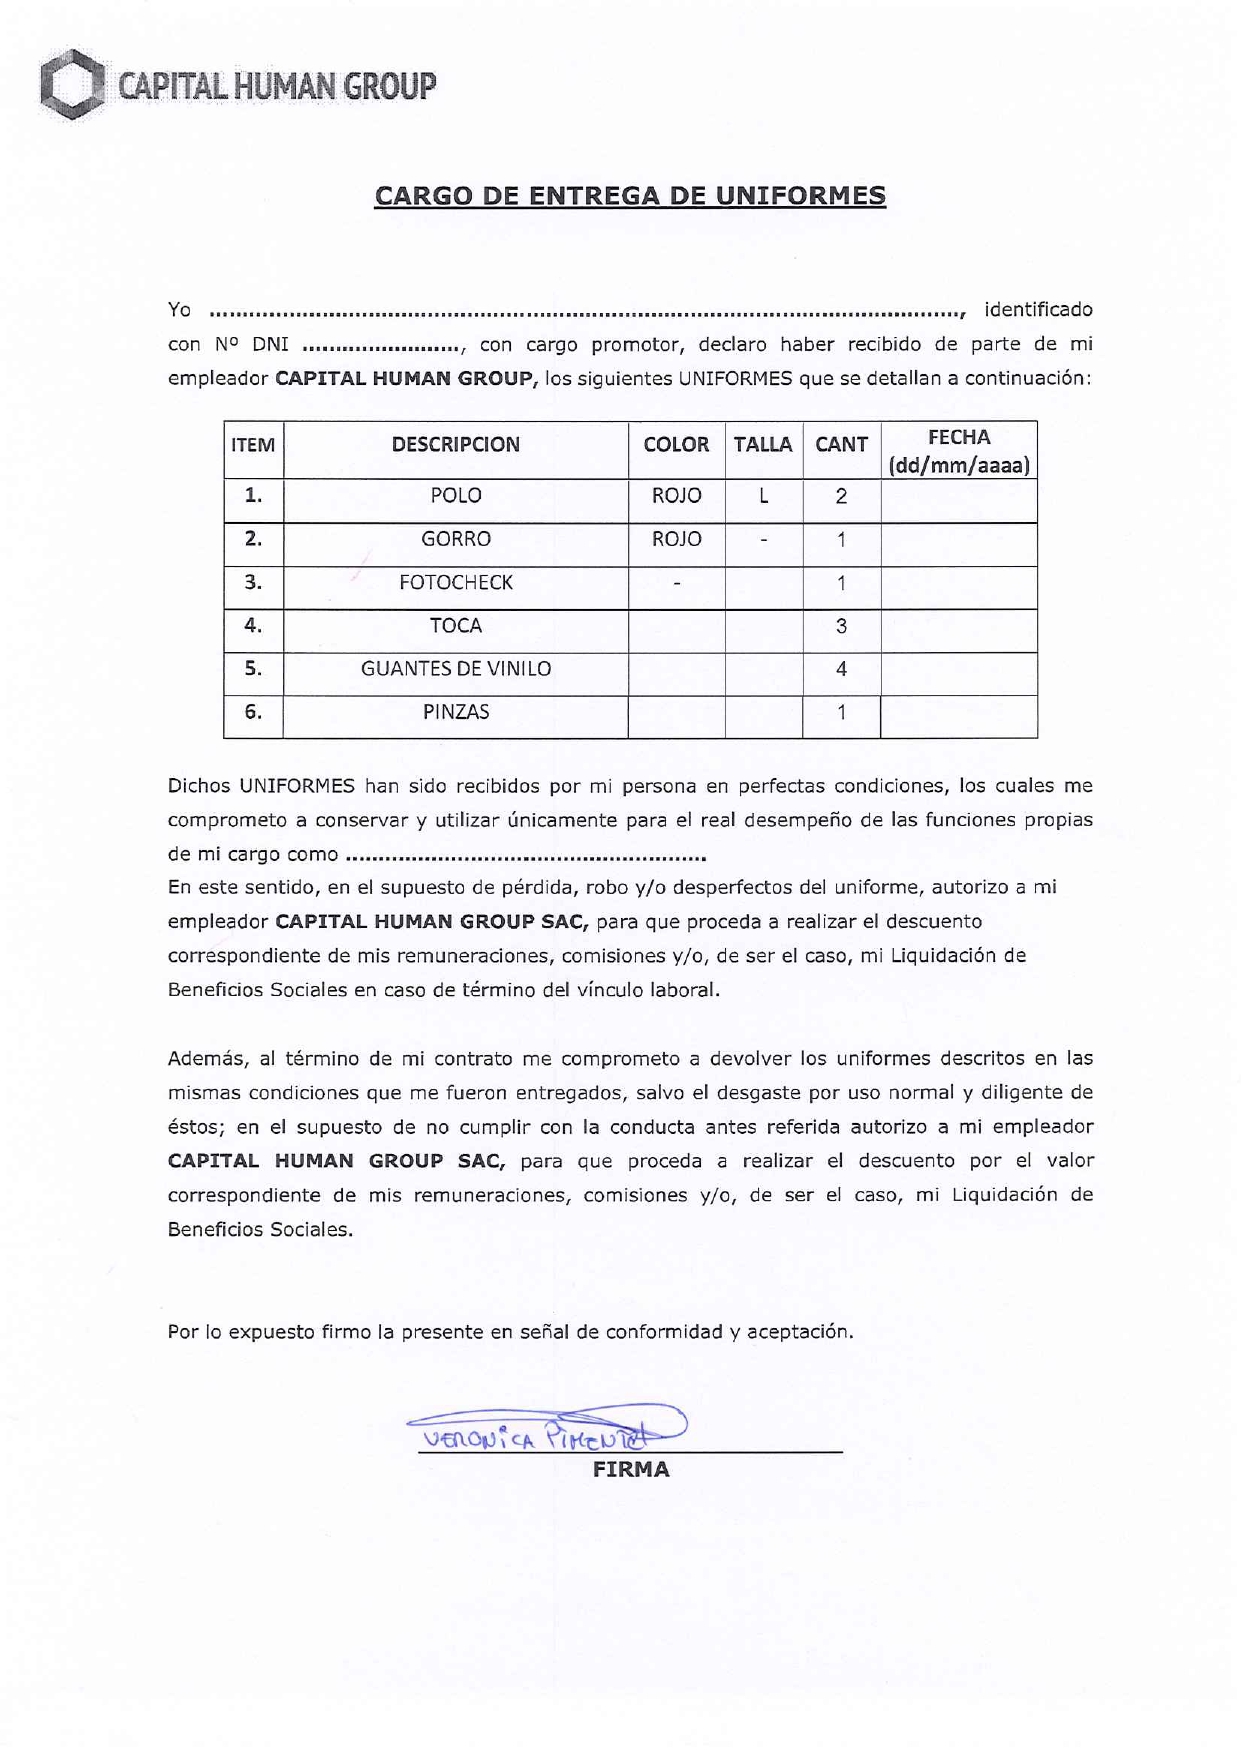 CAPITAL HUMAN GROUP
CARGO DE ENTREGA DE UNIFORMES
Yo ................................................................................................................, identificado
con Nº DNI ........................, con cargo promotor, declaro haber recibido de parte de mi
empleador CAPITAL HUMAN GROUP, los siguientes UNIFORMES que se detallan a continuación:
ITEM DESCRIPCION COLOR TALLA CANT FECHA (dd/mm/aaaa)
1. POLO ROJO L 2
2. GORRO ROJO - 1
3. FOTOCHECK - 1
4. TOCA 3
5. GUANTES DE VINILO 4
6. PINZAS 1
Dichos UNIFORMES han sido recibidos por mi persona en perfectas condiciones, los cuales me
comprometo a conservar y utilizar únicamente para el real desempeño de las funciones propias
de mi cargo como .......................................................
En este sentido, en el supuesto de pérdida, robo y/o desperfectos del uniforme, autorizo a mi
empleador CAPITAL HUMAN GROUP SAC, para que proceda a realizar el descuento
correspondiente de mis remuneraciones, comisiones y/o, de ser el caso, mi Liquidación de
Beneficios Sociales en caso de término del vínculo laboral.
Además, al término de mi contrato me comprometo a devolver los uniformes descritos en las
mismas condiciones que me fueron entregados, salvo el desgaste por uso normal y diligente de
éstos; en el supuesto de no cumplir con la conducta antes referida autorizo a mi empleador
CAPITAL HUMAN GROUP SAC, para que proceda a realizar el descuento por el valor
correspondiente de mis remuneraciones, comisiones y/o, de ser el caso, mi Liquidación de
Beneficios Sociales.
Por lo expuesto firmo la presente en señal de conformidad y aceptación.
VERONICA PIMENTEL
FIRMA